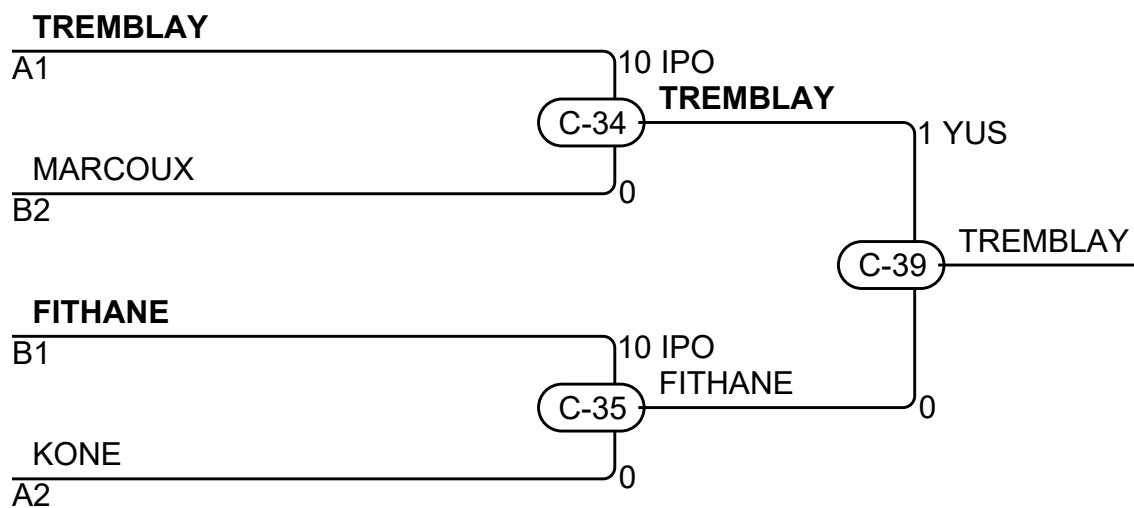 TREMBLAY
A1
10 IPO
TREMBLAY
C-34
1 YUS
MARCOUX
B2
0
TREMBLAY
C-39
FITHANE
B1
10 IPO
FITHANE
C-35
0
KONE
A2
0